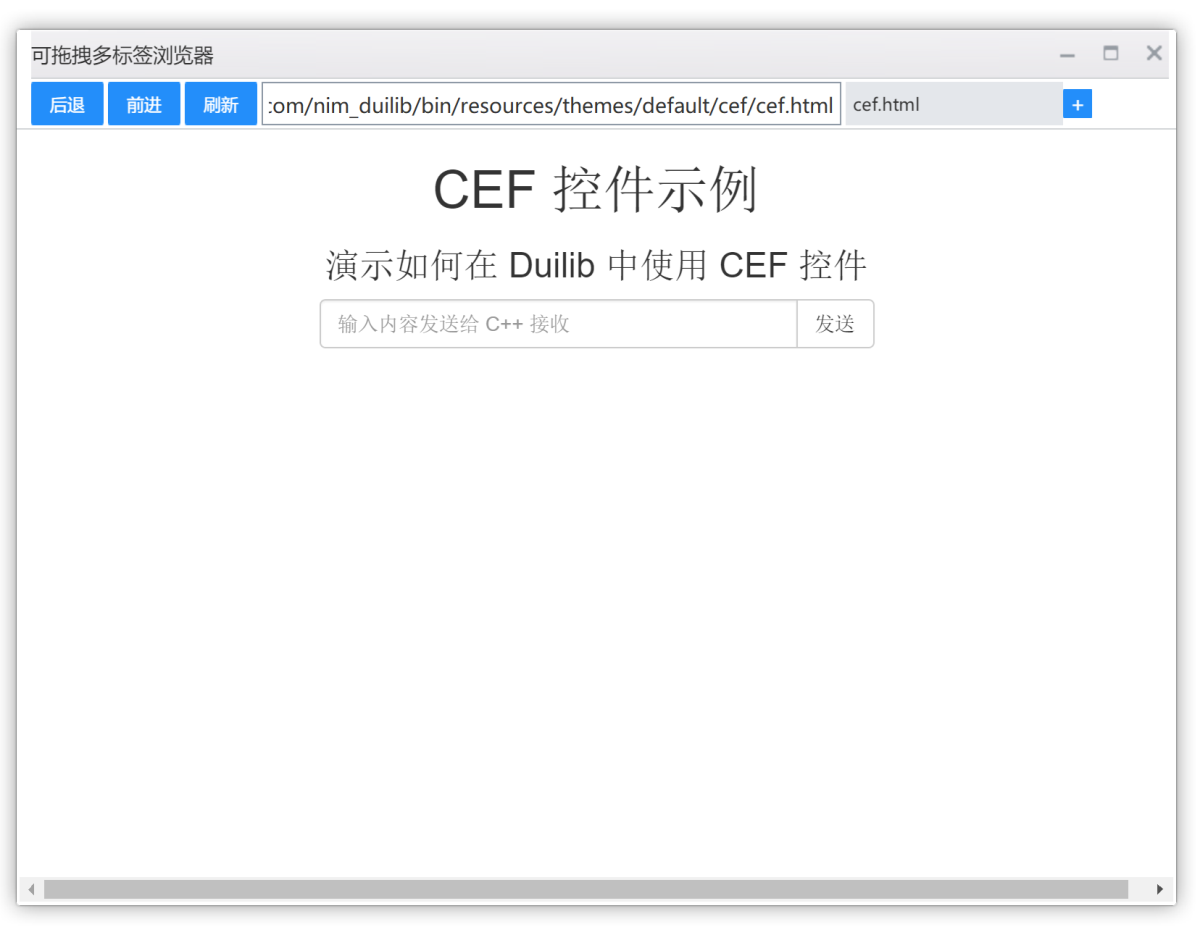 可拖拽多标签浏览器
后退 前进 刷新 :om/nim_duilib/bin/resources/themes/default/cef/cef.html cef.html +
CEF 控件示例
演示如何在 Duilib 中使用 CEF 控件
输入内容发送给 C++ 接收 发送